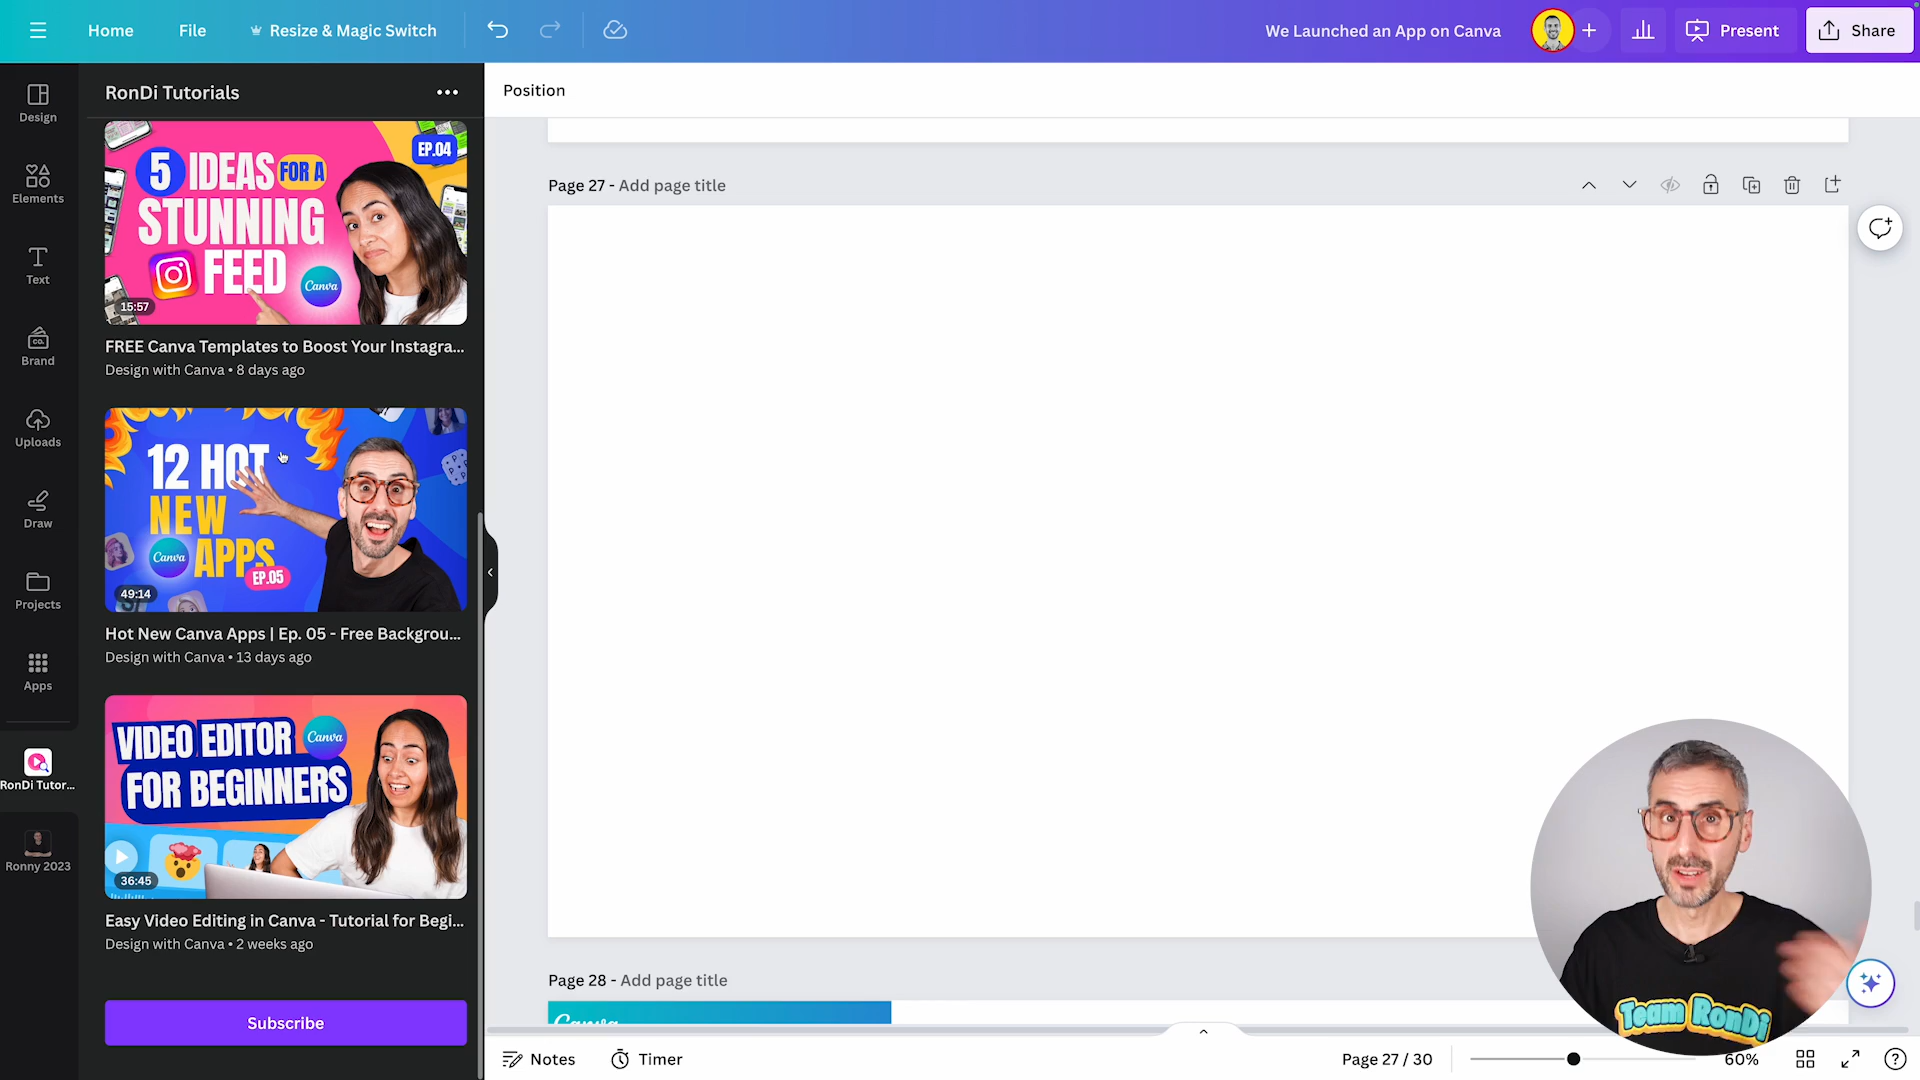 Home
File
Resize & Magic Switch
We Launched an App on Canva
Present
Share
Design
Elements
Text
Brand
CO.
Uploads
Draw
Projects
Apps
RonDi Tutor...
Ronny 2023
RonDi Tutorials
5 IDEAS FOR A
STUNNING
FEED
EP.04
Canva
15:57
FREE Canva Templates to Boost Your Instagra...
Design with Canva • 8 days ago
12 HOT
NEW
Canva APPS
EP.05
49:14
Hot New Canva Apps | Ep. 05 - Free Backgrou...
Design with Canva • 13 days ago
VIDEO EDITOR
Canva
FOR BEGINNERS
36:45
Easy Video Editing in Canva - Tutorial for Begi...
Design with Canva • 2 weeks ago
Subscribe
Position
Page 27 - Add page title
Page 28 - Add page title
Canva
Team RonDi
Notes
Timer
Page 27 / 30
60%